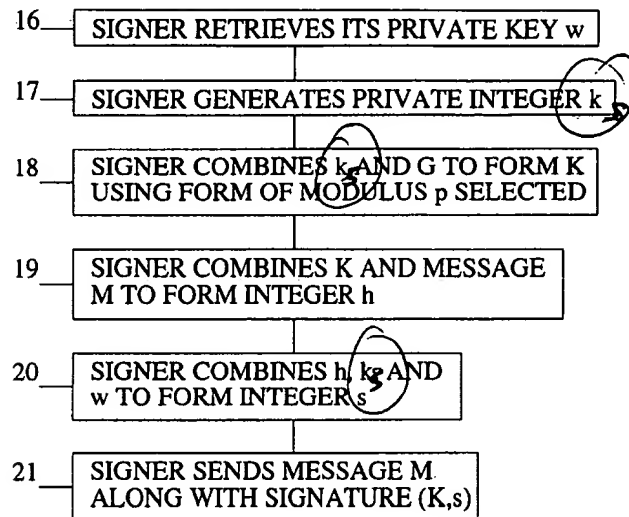 16 SIGNER RETRIEVES ITS PRIVATE KEY w
17 SIGNER GENERATES PRIVATE INTEGER k s
18 SIGNER COMBINES k s AND G TO FORM K
USING FORM OF MODULUS p SELECTED
19 SIGNER COMBINES K AND MESSAGE
M TO FORM INTEGER h
20 SIGNER COMBINES h, k s AND
w TO FORM INTEGER s
21 SIGNER SENDS MESSAGE M
ALONG WITH SIGNATURE (K,s)